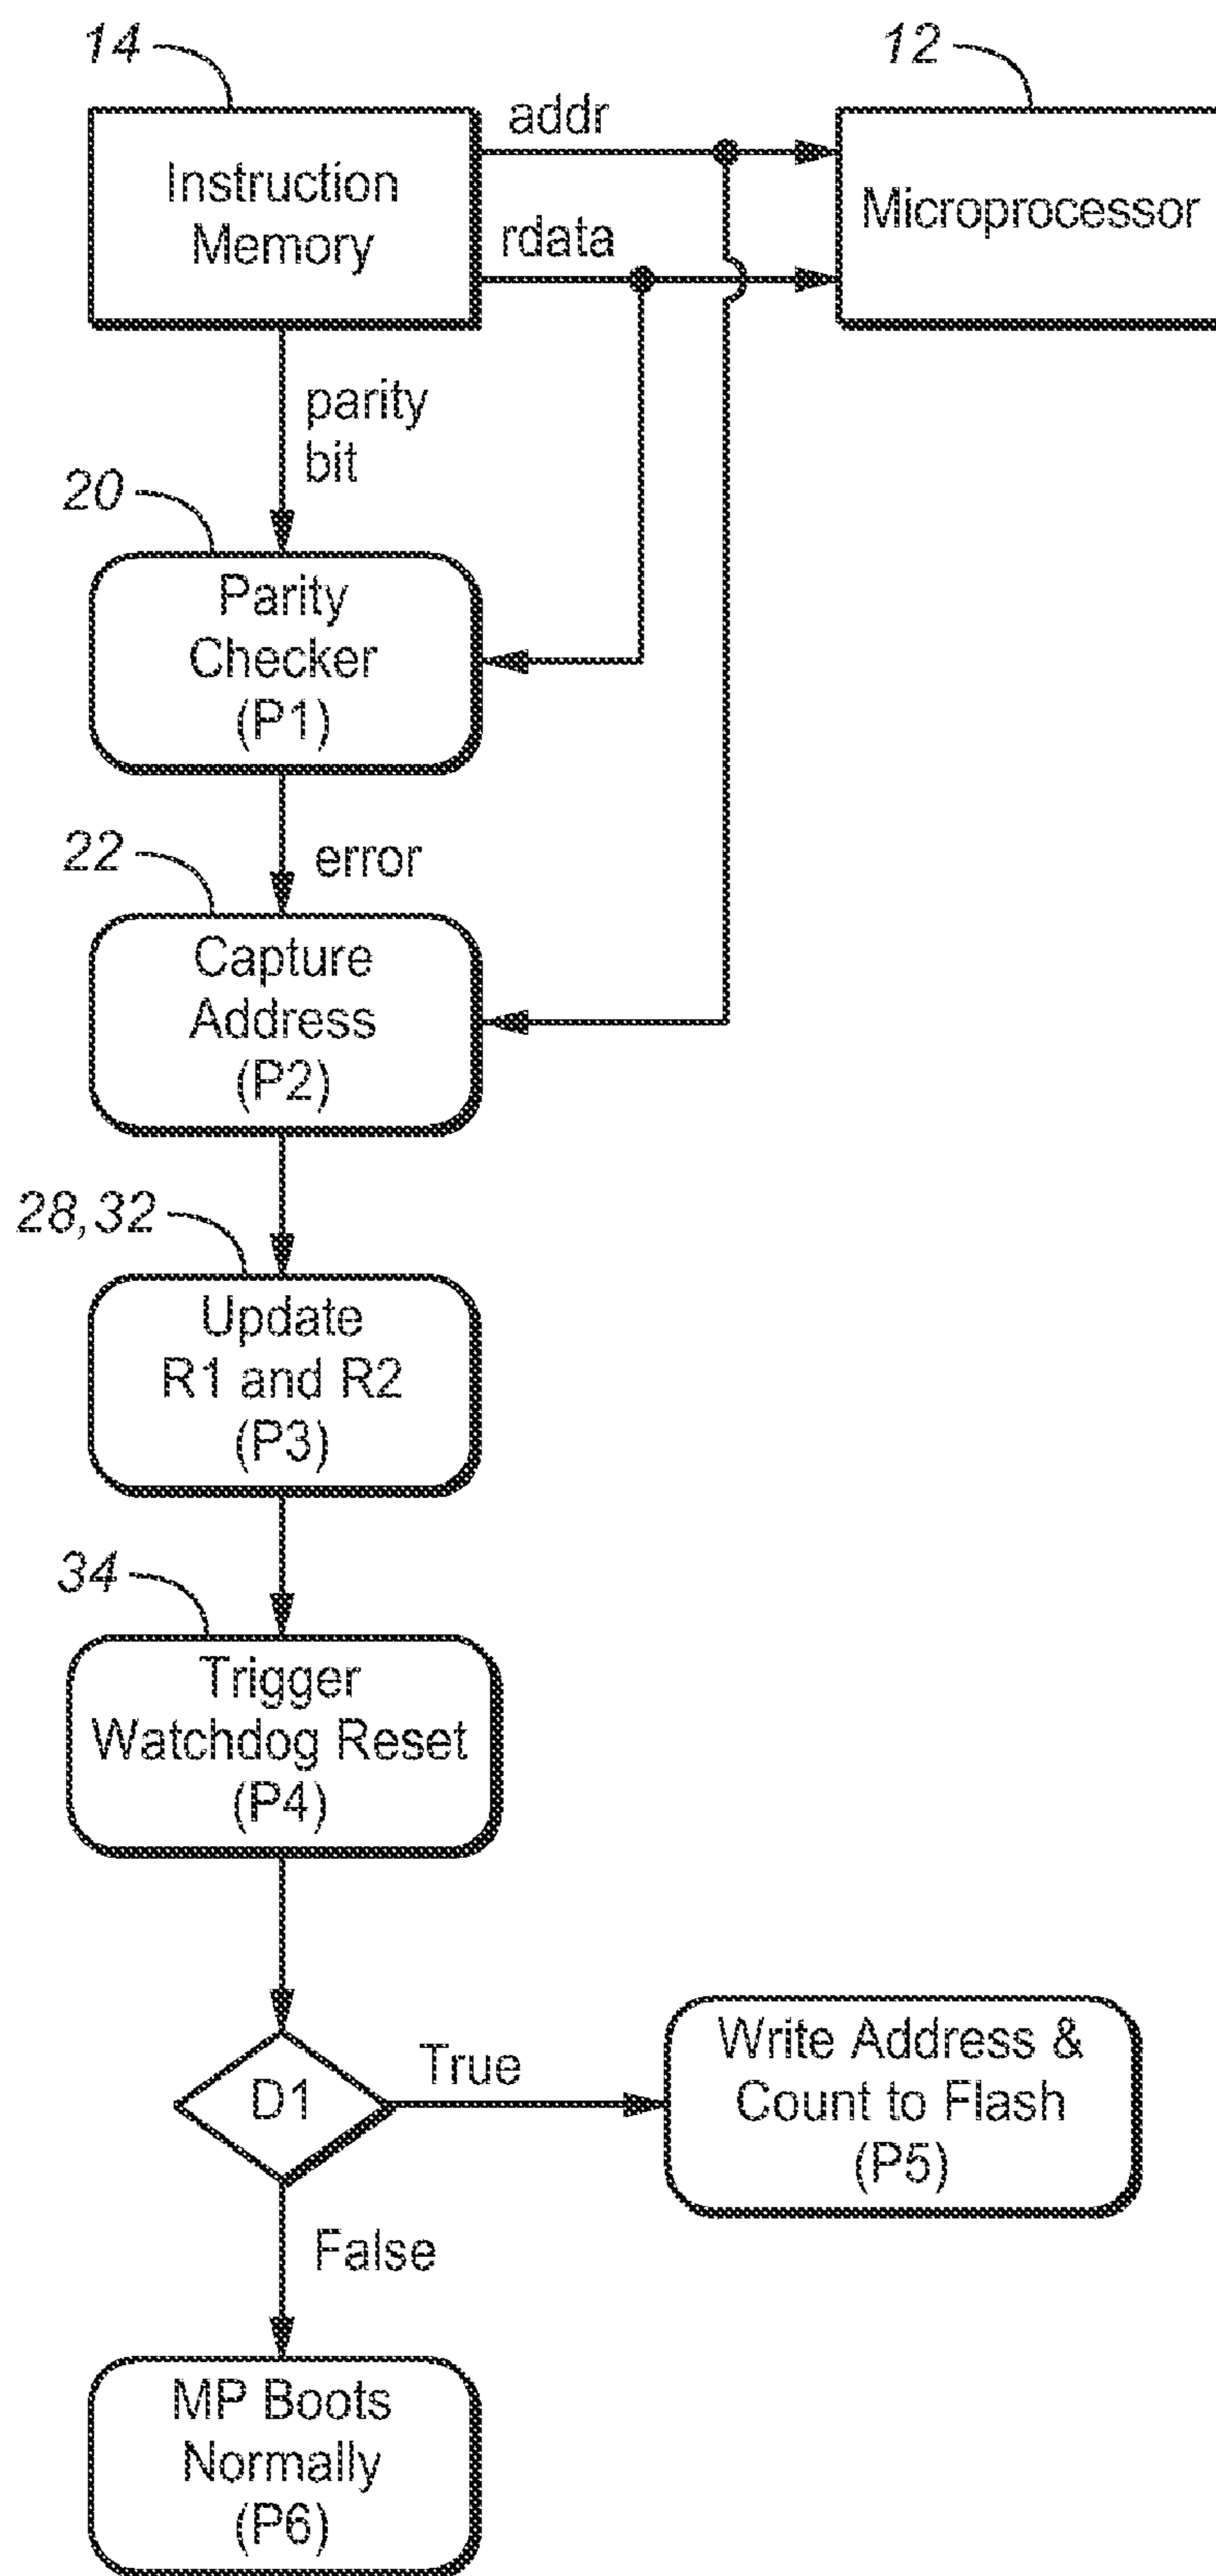 14
12
addr
Instruction
Memory
rdata
Microprocessor
parity
bit
20
Parity
Checker
(P1)
22
error
Capture
Address
(P2)
28,32
Update
R1 and R2
(P3)
34
Trigger
Watchdog Reset
(P4)
D1
True
Write Address &
Count to Flash
(P5)
False
MP Boots
Normally
(P6)